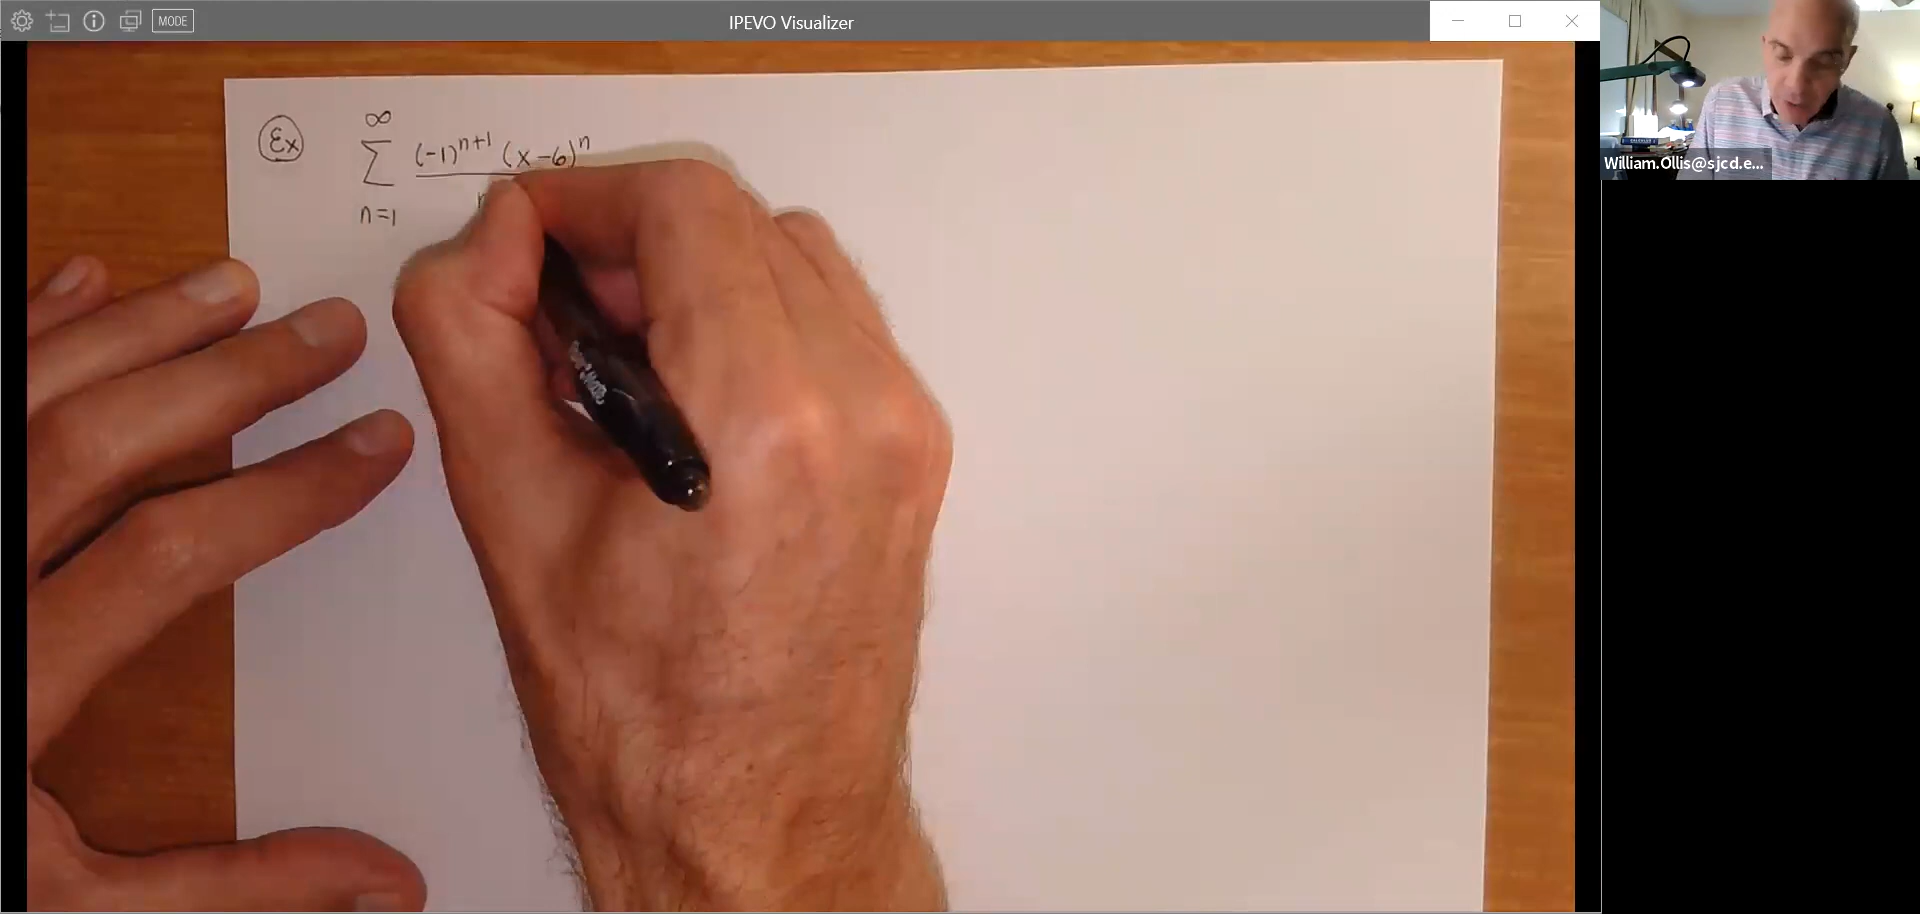 MODE
IPEVO Visualizer
William.Ollis@sjcd.e...
Ex
∞
∑ (-1)^{n+1} (x-6)^n
n=1